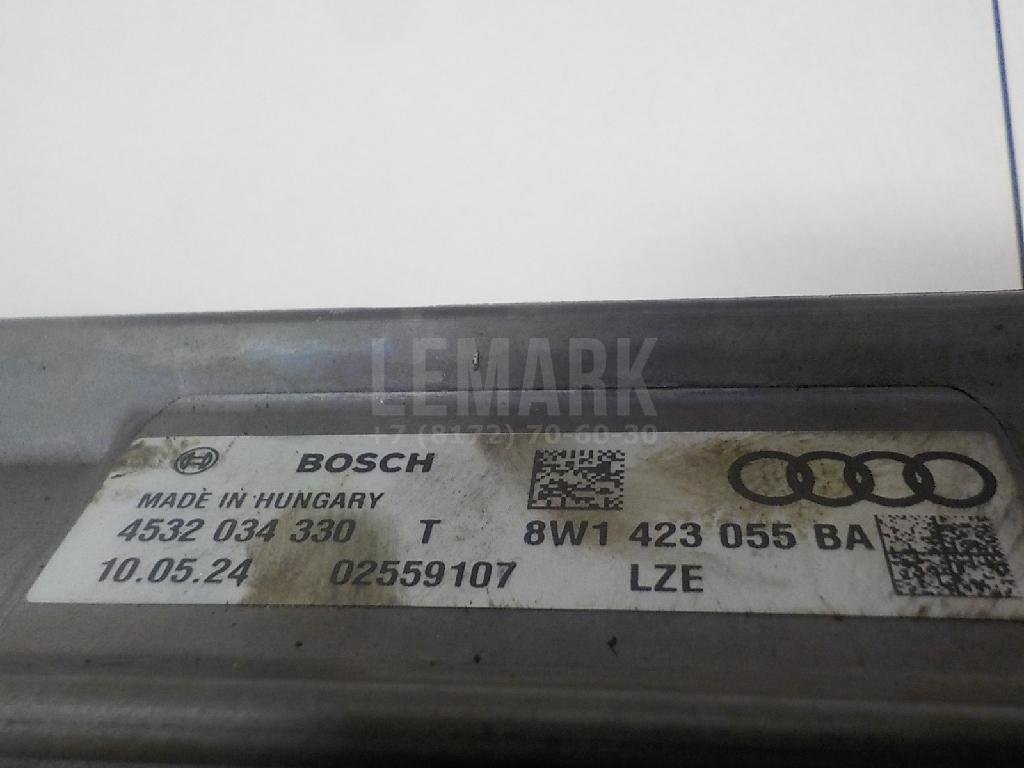 LEMARK
+7 (8172) 70-60-30
BOSCH
MADE IN HUNGARY
4532 034 330 T 8W1 423 055 BA
10.05.24 02559107 LZE